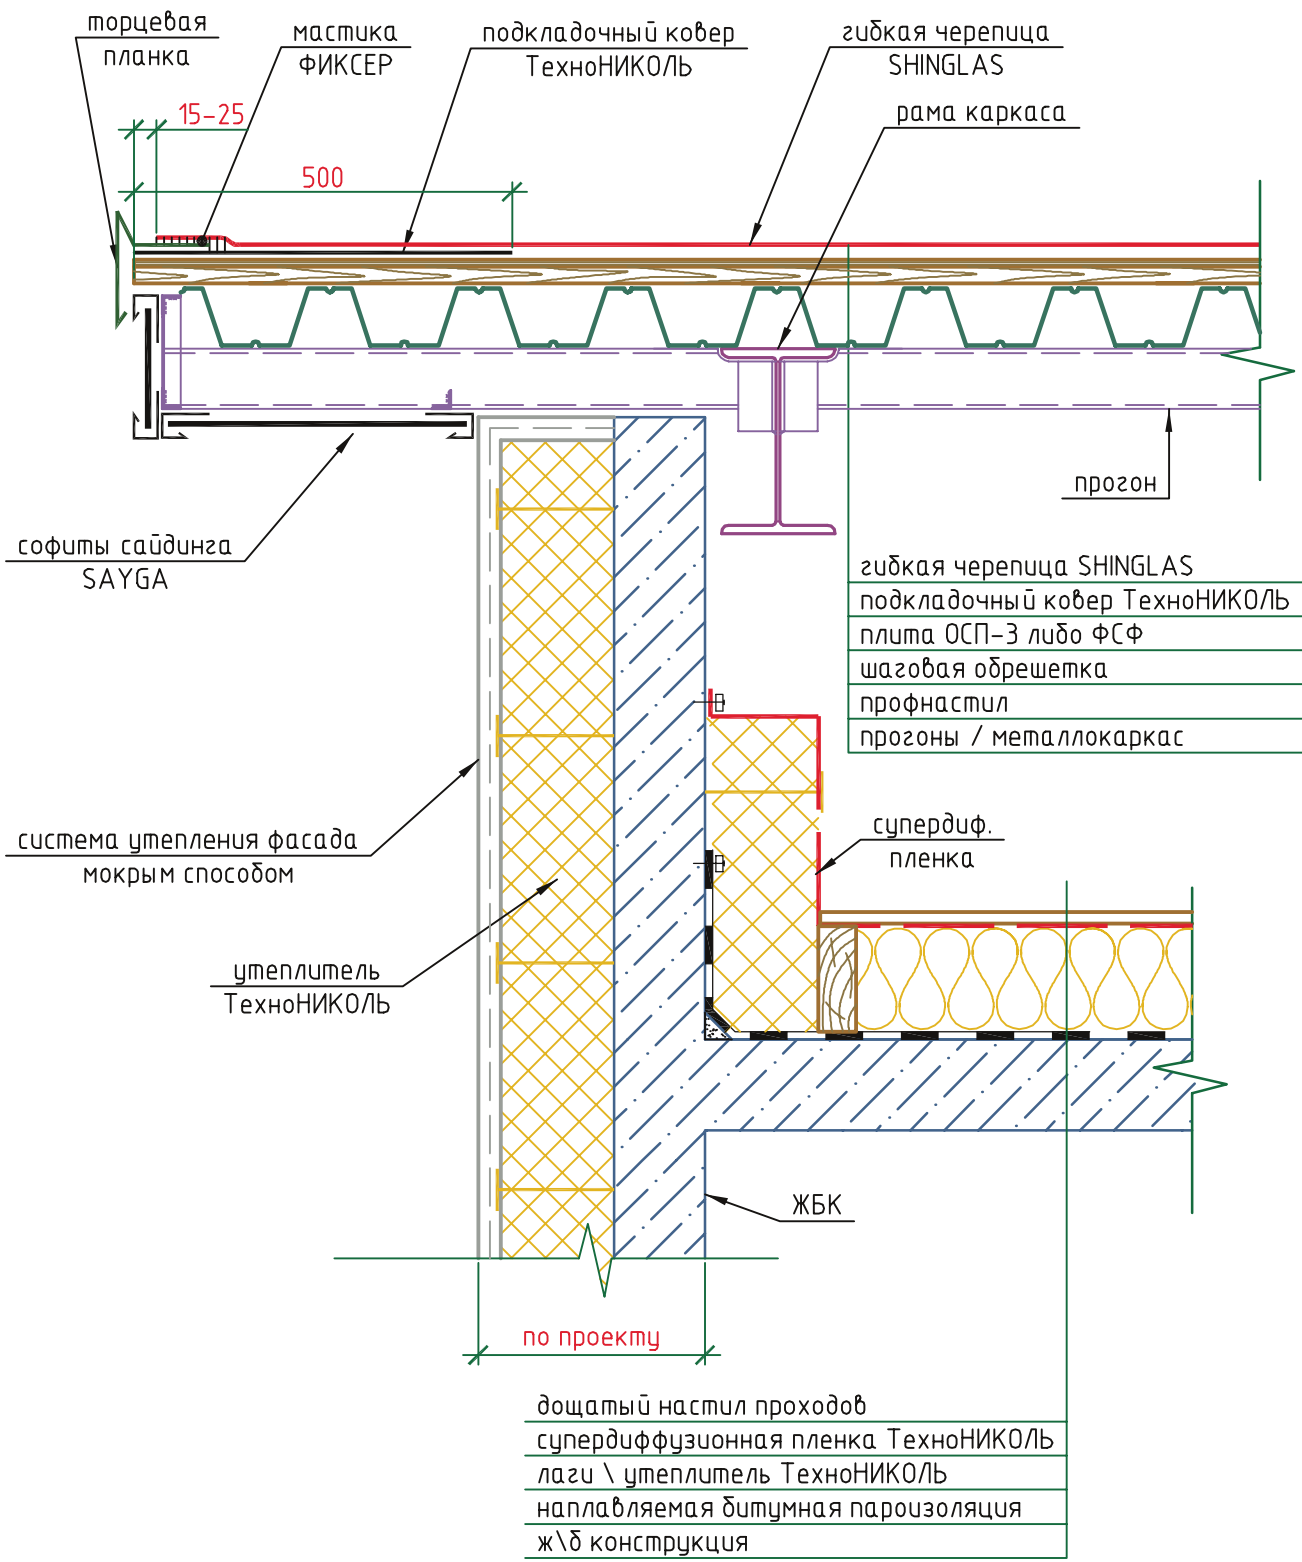 торцевая
планка
мастика
ФИКСЕР
подкладочный ковер
ТехноНИКОЛЬ
гибкая черепица
SHINGLAS
рама каркаса
15-25
500
прогон
софиты сайдинга
SAYGA
гибкая черепица SHINGLAS
подкладочный ковер ТехноНИКОЛЬ
плита ОСП-3 либо ФСФ
шаговая обрешетка
профнастил
прогоны / металлокаркас
система утепления фасада
мокрым способом
супердиф.
пленка
утеплитель
ТехноНИКОЛЬ
ЖБК
по проекту
дощатый настил проходов
супердиффузионная пленка ТехноНИКОЛЬ
лаги \ утеплитель ТехноНИКОЛЬ
наплавляемая битумная пароизоляция
ж\б конструкция